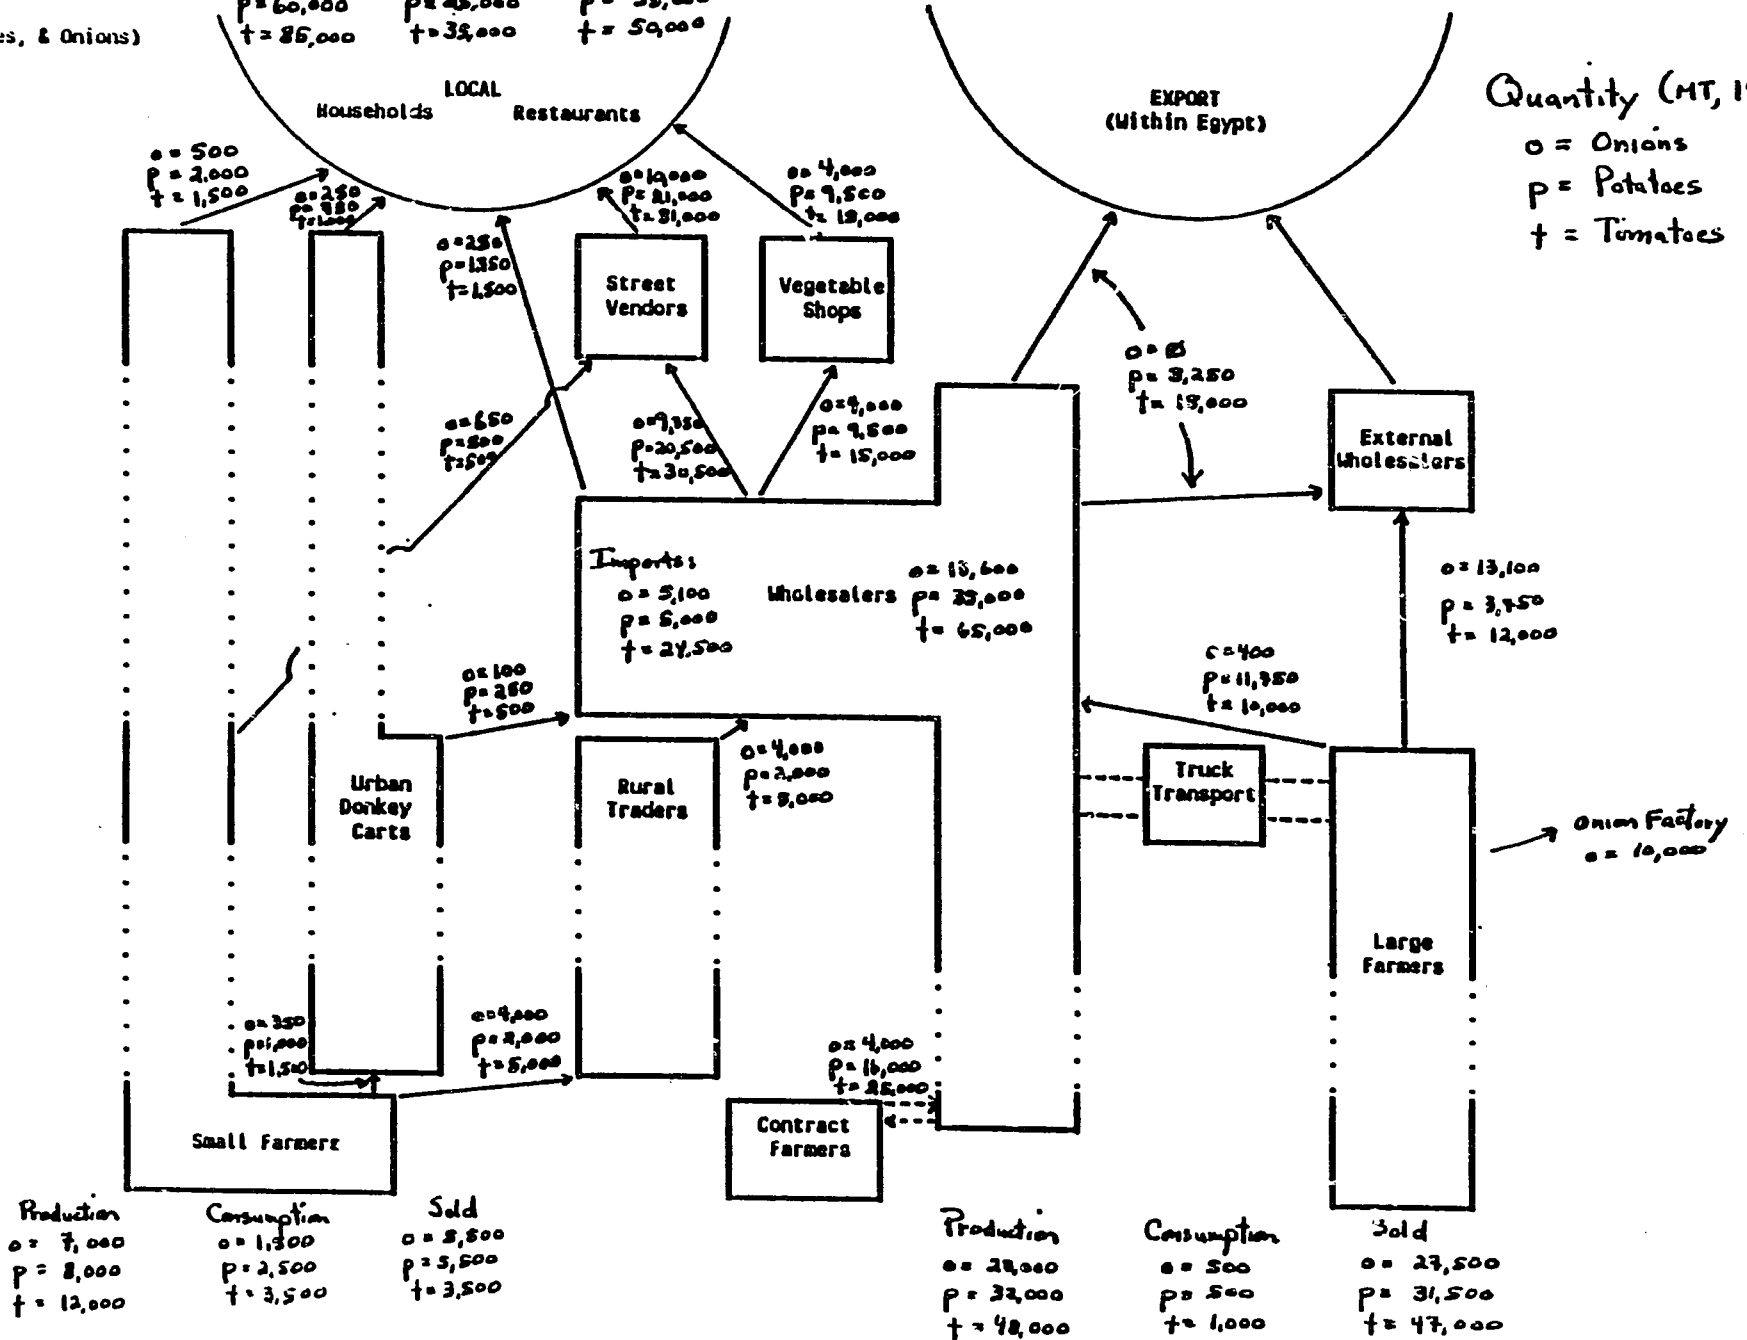 t = 85,000
t = 35,000
t = 50,000
es, & Onions)
LOCAL
Households
Restaurants
EXPORT
(Within Egypt)
Quantity (MT, 1
o = Onions
p = Potatoes
t = Tomatoes
o = 500
p = 2,000
t = 1,500
o = 250
o = 250
p = 1,350
t = 1,500
o = 10,000
p = 21,000
t = 31,000
o = 4,000
p = 9,500
t = 15,000
Street
Vendors
Vegetable
Shops
o = Ø
p = 3,250
t = 15,000
External
Wholesalers
o = 650
p = 500
t = 500
o = 9,350
p = 20,500
t = 30,500
o = 4,000
p = 9,500
t = 15,000
Imports:
o = 5,100
p = 5,000
t = 24,500
Wholesalers
o = 13,600
p = 35,000
t = 65,000
o = 13,100
p = 3,750
t = 12,000
o = 400
p = 11,750
t = 10,000
o = 100
p = 250
t = 500
o = 4,000
p = 2,000
t = 5,000
Urban
Donkey
Carts
Rural
Traders
Truck
Transport
Onion Factory
o = 10,000
Large
Farmers
o = 350
p = 1,000
t = 1,500
o = 4,000
p = 2,000
t = 5,000
o = 4,000
p = 16,000
t = 25,000
Small Farmers
Contract
Farmers
Production
o = 7,000
p = 8,000
t = 12,000
Consumption
o = 1,500
p = 2,500
t = 3,500
Sold
o = 5,500
p = 5,500
t = 3,500
Production
o = 28,000
p = 32,000
t = 48,000
Consumption
o = 500
p = 500
t = 1,000
Sold
o = 27,500
p = 31,500
t = 47,000